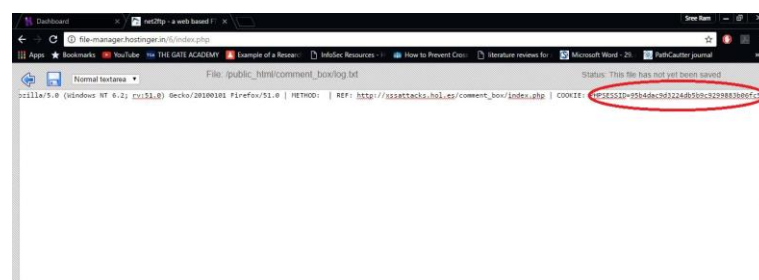 Dashboard
net2ftp - a web based FT
Sree Ram
file-manager.hostinger.in/6/index.php
Apps Bookmarks YouTube THE GATE ACADEMY Example of a Resear InfoSec Resources - How to Prevent Cross Literature reviews for Microsoft Word - 29. PathCautter journal
Normal textarea File: /public_html/comment_box/log.txt Status: This file has not yet been saved
ozilla/5.0 (Windows NT 6.2; rv:51.0) Gecko/20100101 Firefox/51.0 | METHOD: | REF: http://xssattacks.hol.es/comment_box/index.php | COOKIE: